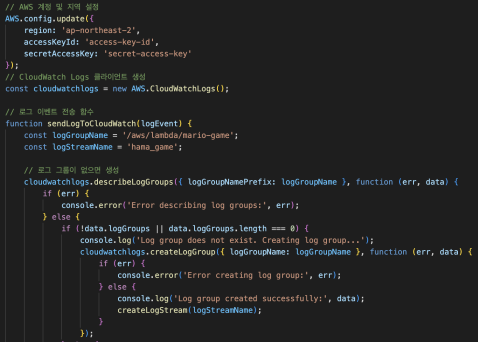 // AWS 계정 및 지역 설정
AWS.config.update({
    region: 'ap-northeast-2',
    accessKeyId: 'access-key-id',
    secretAccessKey: 'secret-access-key'
});
// CloudWatch Logs 클라이언트 생성
const cloudwatchlogs = new AWS.CloudWatchLogs();

// 로그 이벤트 전송 함수
function sendLogToCloudWatch(logEvent) {
    const logGroupName = '/aws/lambda/mario-game';
    const logStreamName = 'hama_game';

    // 로그 그룹이 없으면 생성
    cloudwatchlogs.describeLogGroups({ logGroupNamePrefix: logGroupName }, function (err, data) {
        if (err) {
            console.error('Error describing log groups:', err);
        } else {
            if (!data.logGroups || data.logGroups.length === 0) {
                console.log('Log group does not exist. Creating log group...');
                cloudwatchlogs.createLogGroup({ logGroupName: logGroupName }, function (err, data) {
                    if (err) {
                        console.error('Error creating log group:', err);
                    } else {
                        console.log('Log group created successfully:', data);
                        createLogStream(logStreamName);
                    }
                });